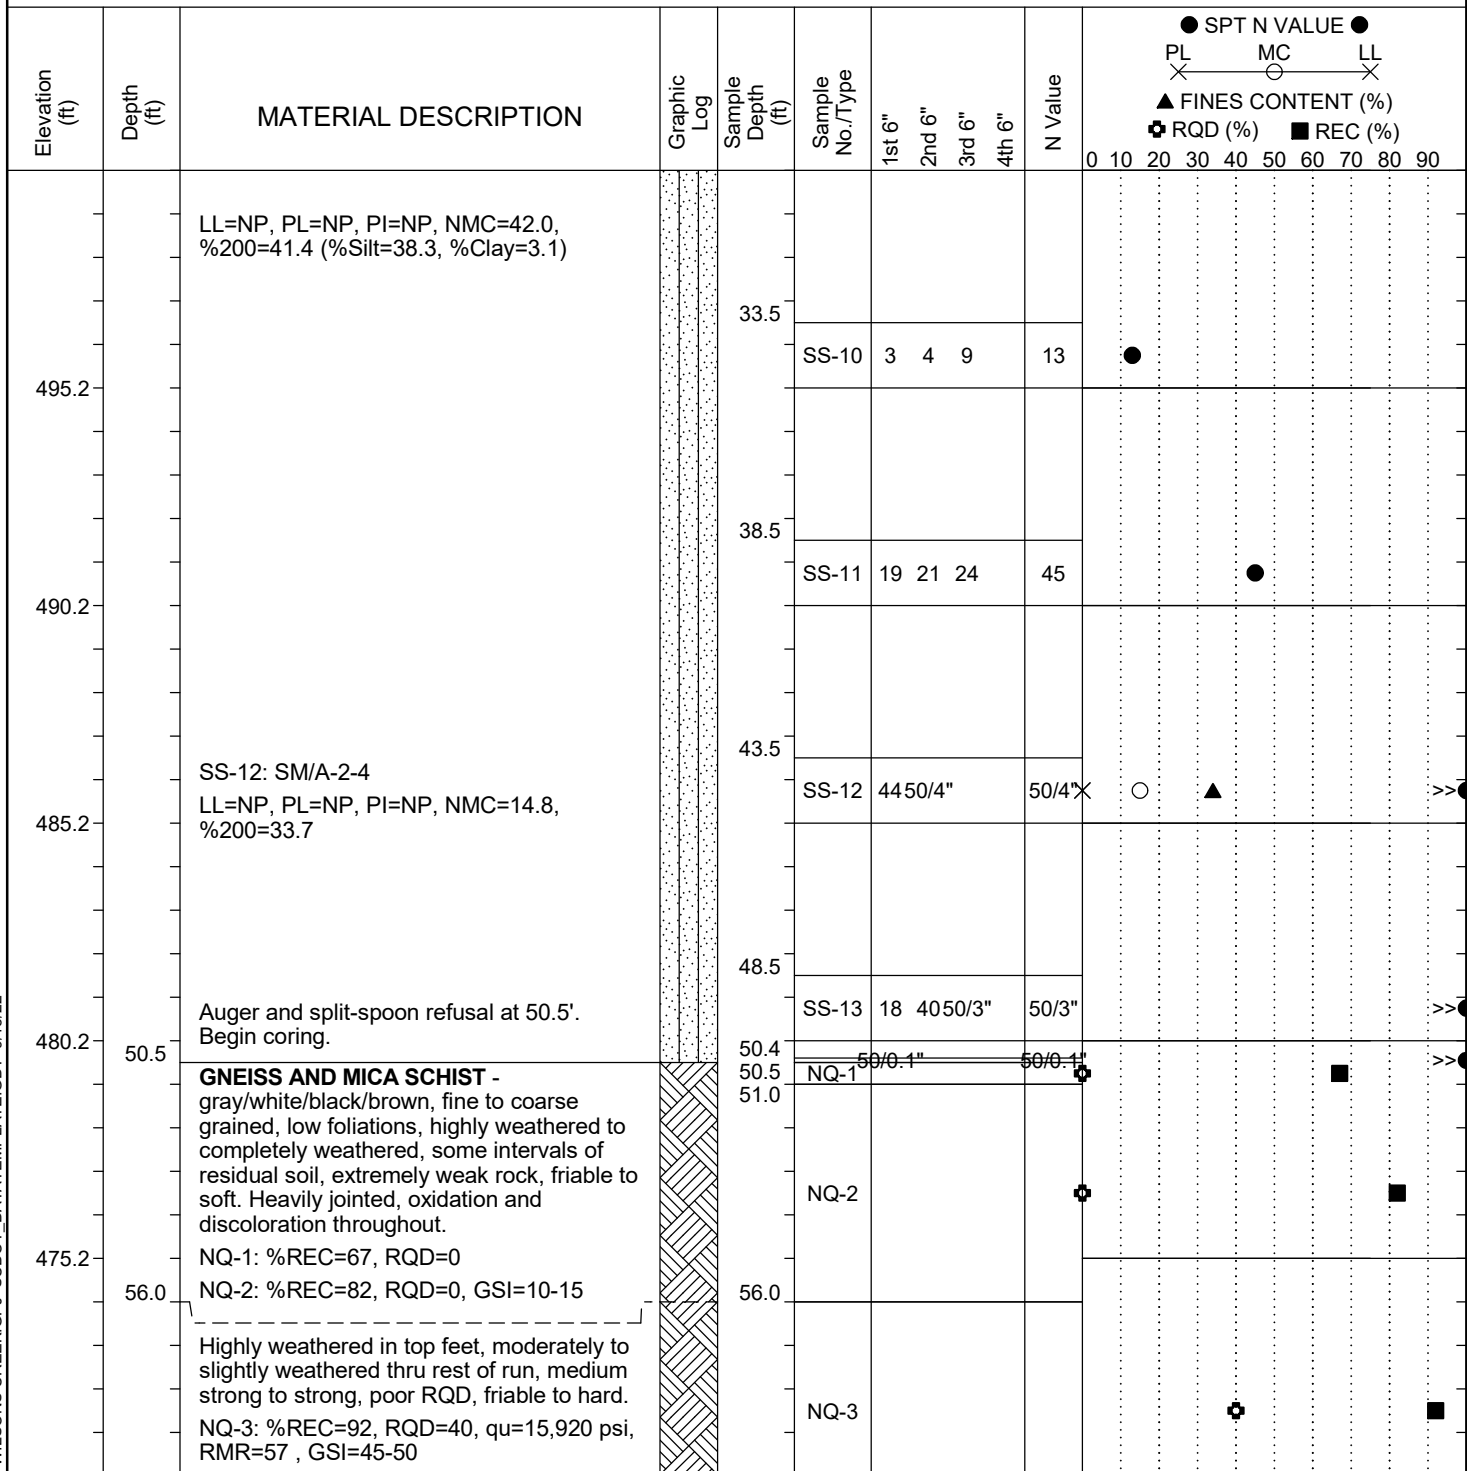 Elevation (ft)
Depth (ft)
MATERIAL DESCRIPTION
Graphic Log
Sample Depth (ft)
Sample No./Type
1st 6"
2nd 6"
3rd 6"
4th 6"
N Value
SPT N VALUE
PL MC LL
FINES CONTENT (%)
RQD (%) REC (%)
0 10 20 30 40 50 60 70 80 90
LL=NP, PL=NP, PI=NP, NMC=42.0,
%200=41.4 (%Silt=38.3, %Clay=3.1)
33.5
SS-10 3 4 9 13
495.2
38.5
SS-11 19 21 24 45
490.2
43.5
SS-12: SM/A-2-4
SS-12 44 50/4" 50/4" >>
LL=NP, PL=NP, PI=NP, NMC=14.8,
%200=33.7
485.2
48.5
SS-13 18 40 50/3" 50/3" >>
Auger and split-spoon refusal at 50.5'.
Begin coring.
480.2
50.5
50.4
50/0.1" 50/0.1" >>
50.5
NQ-1
51.0
GNEISS AND MICA SCHIST -
gray/white/black/brown, fine to coarse
grained, low foliations, highly weathered to
completely weathered, some intervals of
residual soil, extremely weak rock, friable to
soft. Heavily jointed, oxidation and
discoloration throughout.
NQ-2
NQ-1: %REC=67, RQD=0
475.2
NQ-2: %REC=82, RQD=0, GSI=10-15
56.0
56.0
Highly weathered in top feet, moderately to
slightly weathered thru rest of run, medium
strong to strong, poor RQD, friable to hard.
NQ-3
NQ-3: %REC=92, RQD=40, qu=15,920 psi,
RMR=57 , GSI=45-50